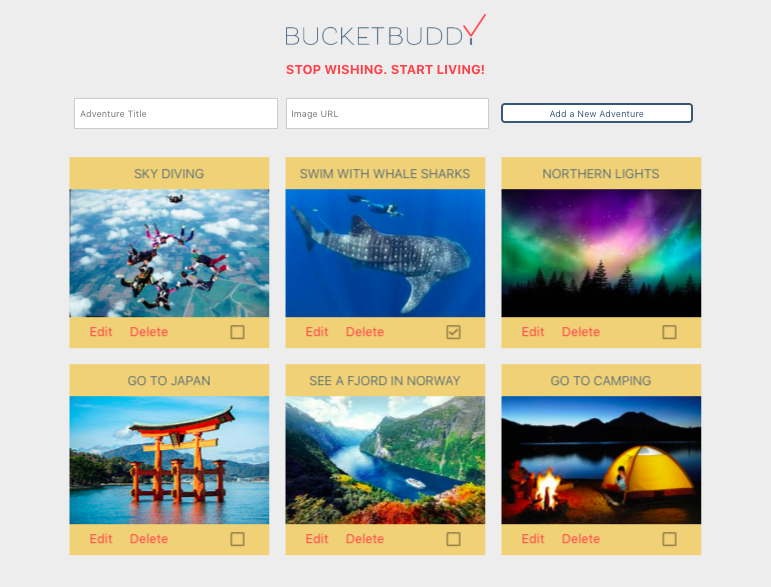 BUCKETBUDDY
STOP WISHING. START LIVING!
Adventure Title
Image URL
Add a New Adventure
SKY DIVING
SWIM WITH WHALE SHARKS
NORTHERN LIGHTS
Edit Delete
Edit Delete
Edit Delete
GO TO JAPAN
SEE A FJORD IN NORWAY
GO TO CAMPING
Edit Delete
Edit Delete
Edit Delete